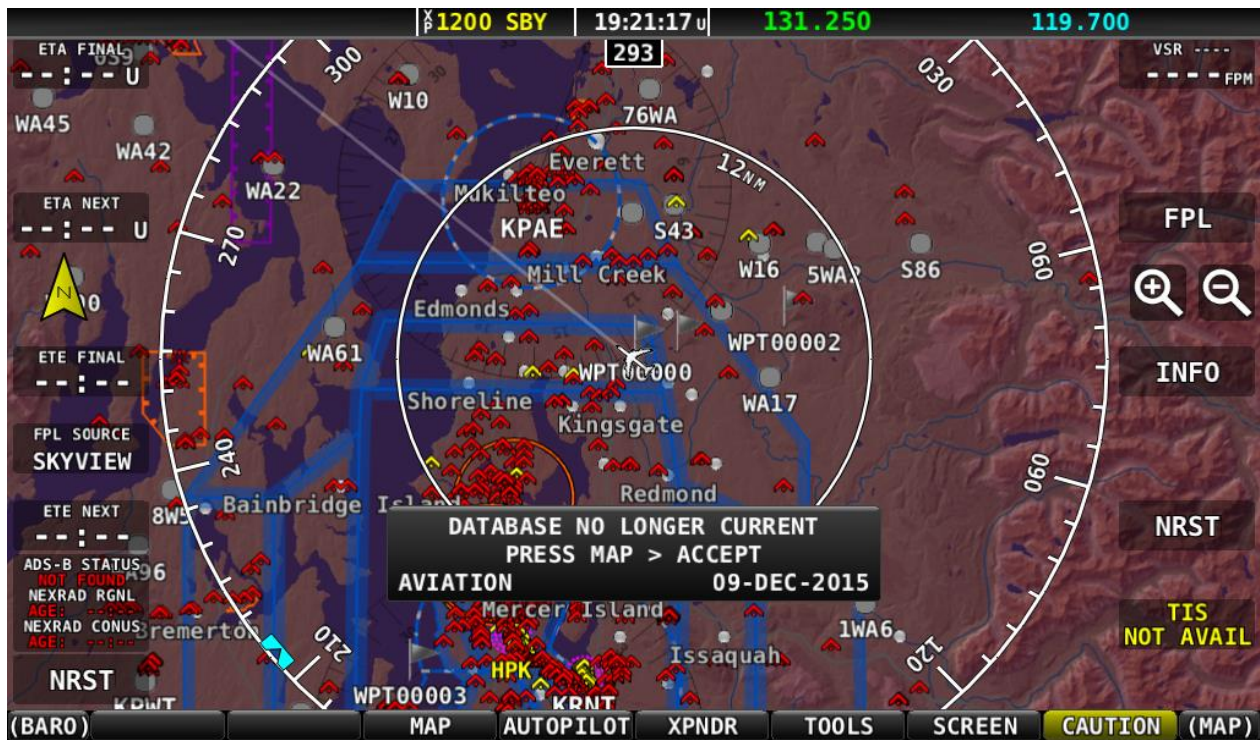 XP 1200 SBY 19:21:17 U 131.250 119.700
ETA FINAL
--:-- U
293
VSR ----
---- FPM
300
030
W10
76WA
WA45
WA42
Everett
12NM
WA22
Mukilteo
ETA NEXT
--:-- U
KPAE
S43
FPL
270
060
W16
5WA2
S86
Mill Creek
N
Edmonds
WPT00002
ETE FINAL
--:--
WA61
WPT00000
INFO
Shoreline
WA17
Kingsgate
FPL SOURCE
SKYVIEW
240
090
Redmond
Bainbridge Island
8W5
ETE NEXT
--:--
DATABASE NO LONGER CURRENT
PRESS MAP > ACCEPT
AVIATION 09-DEC-2015
NRST
ADS-B STATUS
NOT FOUND
NEXRAD RGNL
AGE: --:--
NEXRAD CONUS
AGE: --:--
Mercer Island
Bremerton
1WA6
TIS
NOT AVAIL
210
120
Issaquah
HPK
NRST
WPT00003
KRNT
KPWT
(BARO) MAP AUTOPILOT XPNDR TOOLS SCREEN CAUTION (MAP)